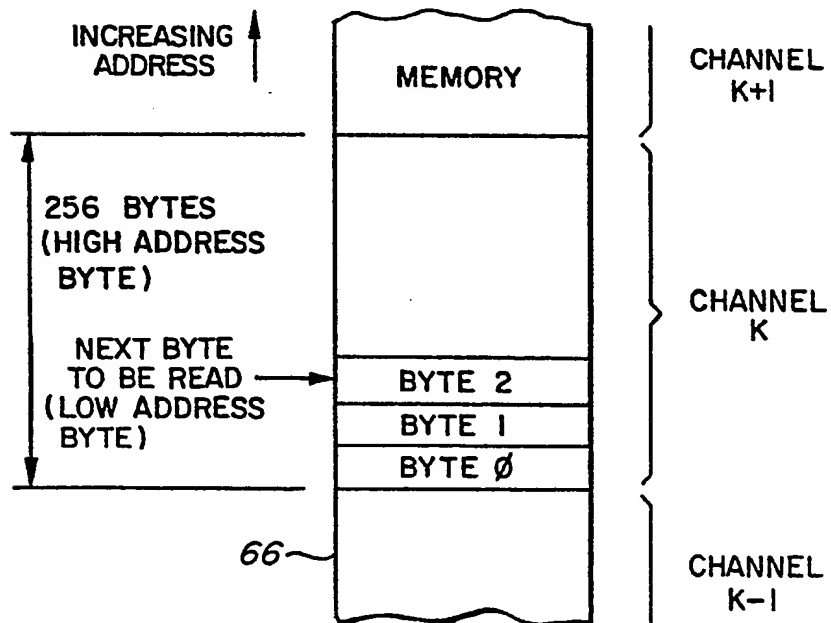 INCREASING
ADDRESS
MEMORY
CHANNEL
K+1
256 BYTES
(HIGH ADDRESS
BYTE)
CHANNEL
K
NEXT BYTE
TO BE READ
(LOW ADDRESS
BYTE)
BYTE 2
BYTE 1
BYTE Ø
66
CHANNEL
K-1